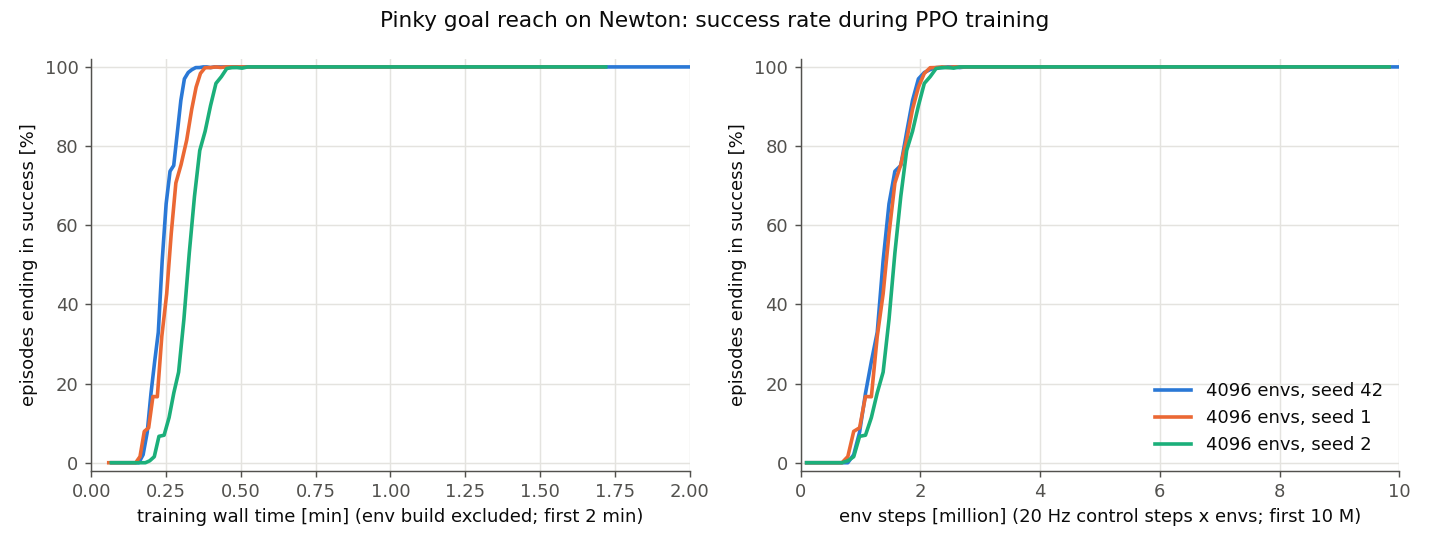 Pinky goal reach on Newton: success rate during PPO training
episodes ending in success [%]
100
80
60
40
20
0
0.00 0.25 0.50 0.75 1.00 1.25 1.50 1.75 2.00
training wall time [min] (env build excluded; first 2 min)
episodes ending in success [%]
100
80
60
40
20
0
4096 envs, seed 42
4096 envs, seed 1
4096 envs, seed 2
0 2 4 6 8 10
env steps [million] (20 Hz control steps x envs; first 10 M)